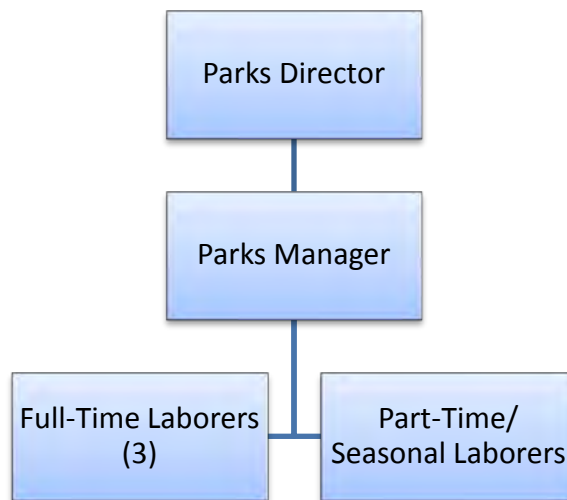 Parks Director
Parks Manager
Full-Time Laborers
(3)
Part-Time/
Seasonal Laborers